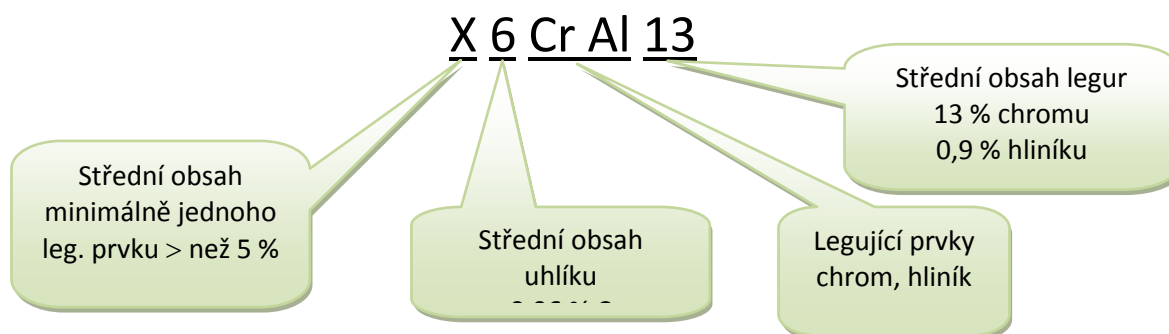 X 6 Cr Al 13
Střední obsah legur
13 % chromu
0,9 % hliníku
Střední obsah
minimálně jednoho
leg. prvku > než 5 %
Střední obsah
uhlíku
Legující prvky
chrom, hliník